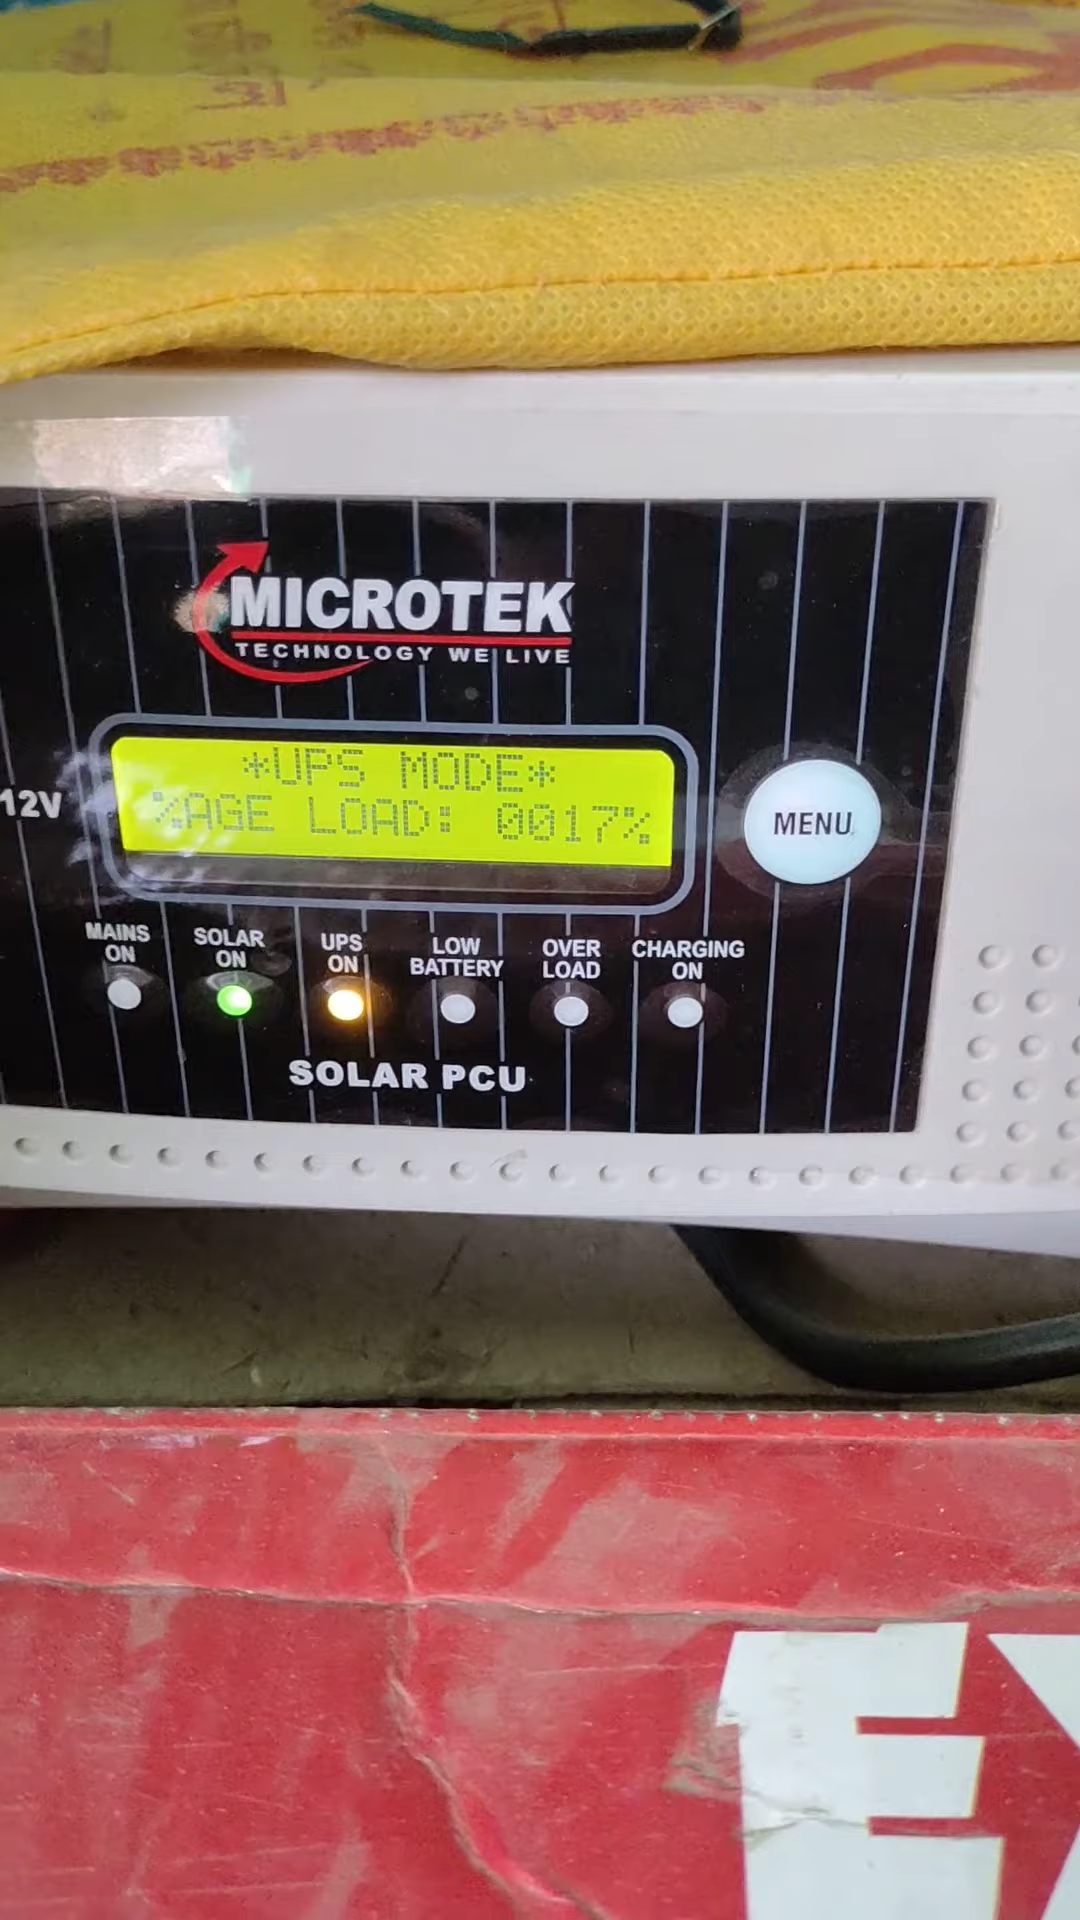 MICROTEK
TECHNOLOGY WE LIVE
*UPS MODE*
%AGE LOAD: 0017%
12V
MENU
MAINS ON
SOLAR ON
UPS ON
LOW BATTERY
OVER LOAD
CHARGING ON
SOLAR PCU
E